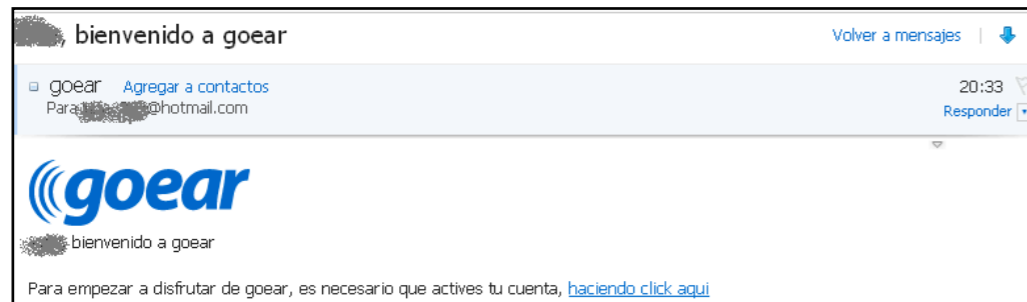 , bienvenido a goear
Volver a mensajes |
goear Agregar a contactos 20:33
Para @hotmail.com Responder
goear
bienvenido a goear
Para empezar a disfrutar de goear, es necesario que actives tu cuenta, haciendo click aqui